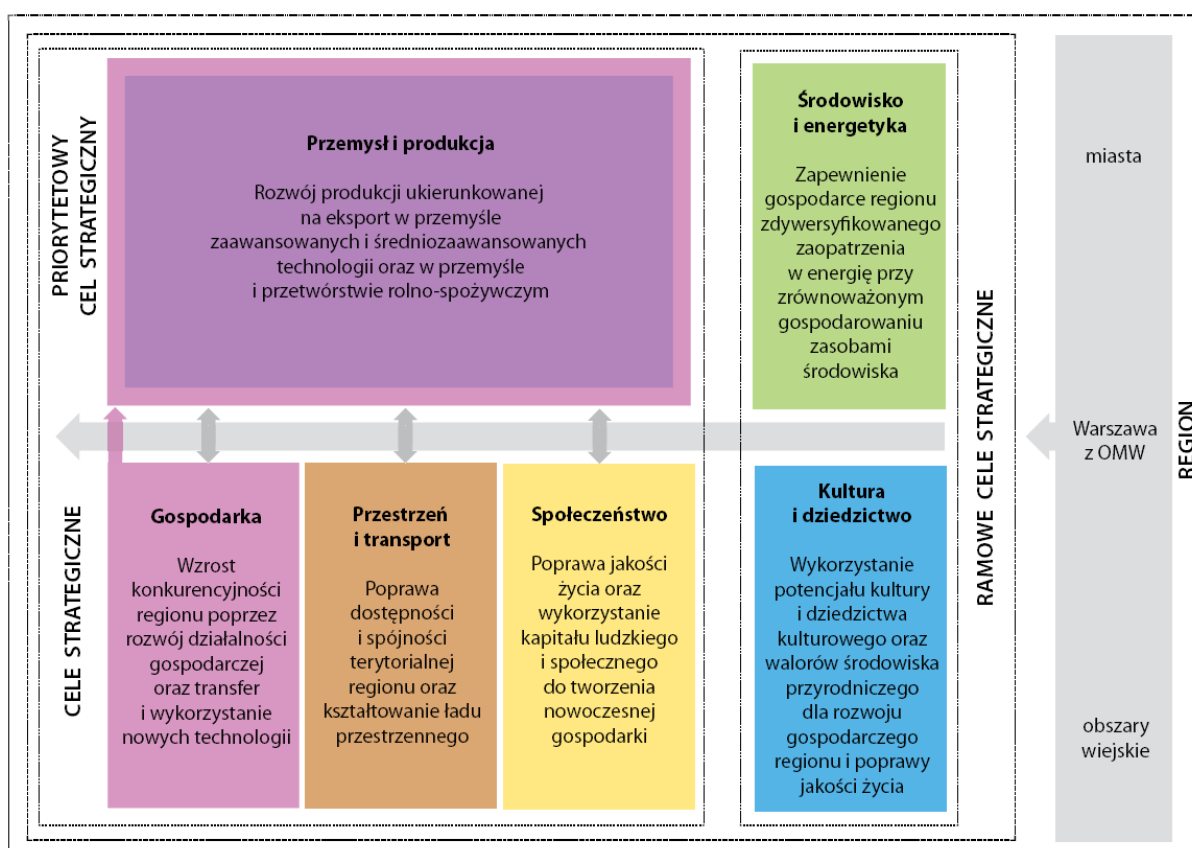 PRIORYTETOWY
CEL STRATEGICZNY
Przemysł i produkcja
Rozwój produkcji ukierunkowanej
na eksport w przemyśle
zaawansowanych i średniozaawansowanych
technologii oraz w przemyśle
i przetwórstwie rolno-spożywczym
Środowisko
i energetyka
Zapewnienie
gospodarce regionu
zdywersyfikowanego
zaopatrzenia
w energię przy
zrównoważonym
gospodarowaniu
zasobami
środowiska
CELE STRATEGICZNE
Gospodarka
Wzrost
konkurencyjności
regionu poprzez
rozwój działalności
gospodarczej
oraz transfer
i wykorzystanie
nowych technologii
Przestrzeń
i transport
Poprawa
dostępności
i spójności
terytorialnej
regionu oraz
kształtowanie ładu
przestrzennego
Społeczeństwo
Poprawa jakości
życia oraz
wykorzystanie
kapitału ludzkiego
i społecznego
do tworzenia
nowoczesnej
gospodarki
Kultura
i dziedzictwo
Wykorzystanie
potencjału kultury
i dziedzictwa
kulturowego oraz
walorów środowiska
przyrodniczego
dla rozwoju
gospodarczego
regionu i poprawy
jakości życia
RAMOWE CELE STRATEGICZNE
miasta
Warszawa
z OMW
obszary
wiejskie
REGION